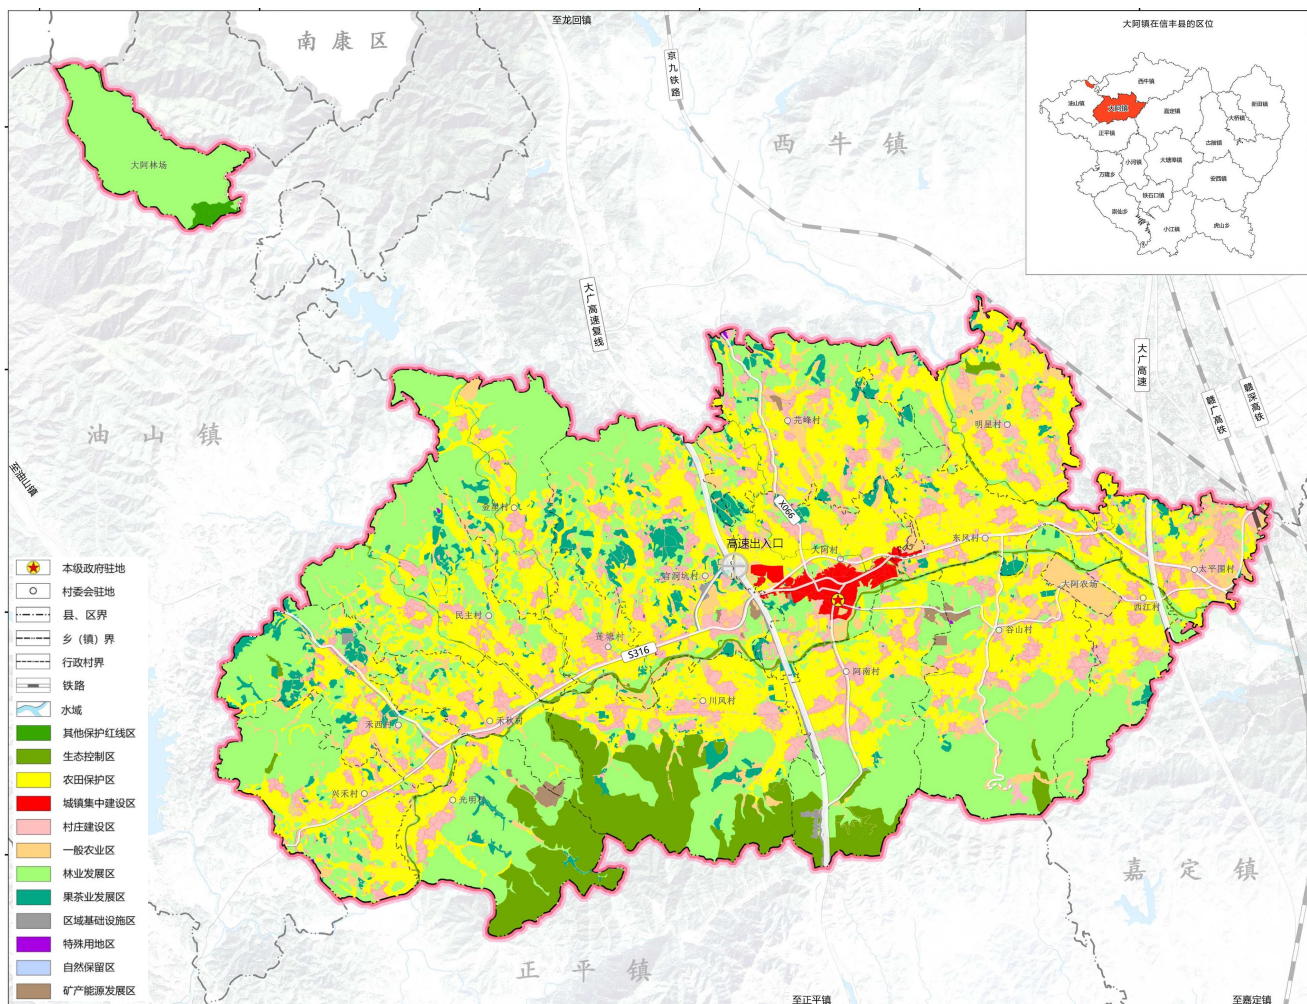 至龙回镇
南康区
京九铁路
西牛镇
大阿林场
大广高速复线
油山镇
至油山镇
大广高速
赣广高铁
赣深高铁
大阿镇在信丰县的区位
西牛镇
油山镇
大阿镇
嘉定镇
新田镇
大桥镇
正平镇
古陂镇
小河镇
大塘埠镇
万隆乡
安西镇
铁石口镇
崇仙乡
小江镇
虎山乡
芫峰村
明星村
金星村
X066
高速出入口
大阿村
东风村
官洞坑村
大阿农场
太平围村
西江村
民主村
莲塘村
S316
谷山村
阿南村
川风村
禾西村
禾秋村
兴禾村
光明村
嘉定镇
正平镇
至正平镇
至嘉定镇
本级政府驻地
村委会驻地
县、区界
乡（镇）界
行政村界
铁路
水域
其他保护红线区
生态控制区
农田保护区
城镇集中建设区
村庄建设区
一般农业区
林业发展区
果茶业发展区
区域基础设施区
特殊用地区
自然保留区
矿产能源发展区